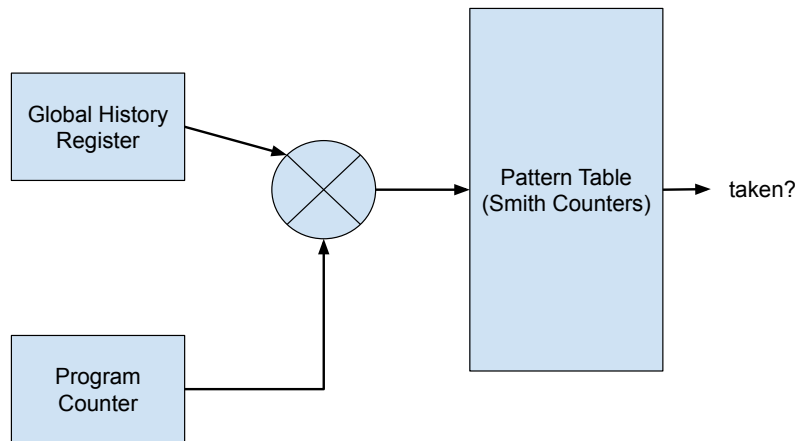 Global History
Register
Pattern Table
(Smith Counters)
taken?
Program
Counter